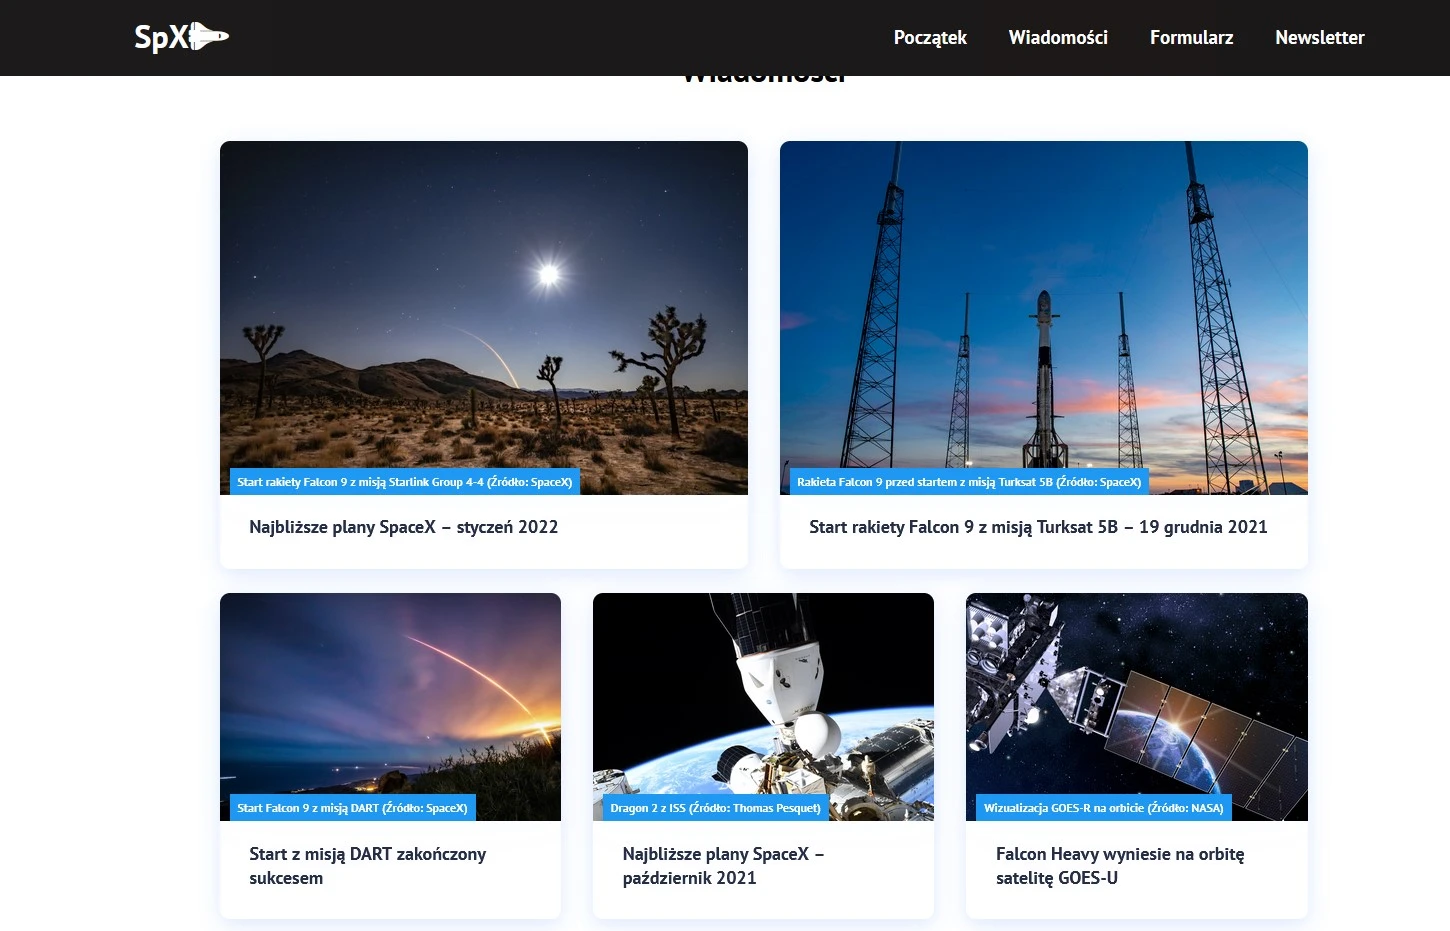 SpX
Początek
Wiadomości
Formularz
Newsletter
Wiadomości
Start rakiety Falcon 9 z misją Starlink Group 4-4 (Źródło: SpaceX)
Najbliższe plany SpaceX – styczeń 2022
Rakieta Falcon 9 przed startem z misją Turksat 5B (Źródło: SpaceX)
Start rakiety Falcon 9 z misją Turksat 5B – 19 grudnia 2021
Start Falcon 9 z misją DART (Źródło: SpaceX)
Start z misją DART zakończony
sukcesem
Dragon 2 z ISS (Źródło: Thomas Pesquet)
Najbliższe plany SpaceX –
październik 2021
Wizualizacja GOES-R na orbicie (Źródło: NASA)
Falcon Heavy wyniesie na orbitę
satelitę GOES-U